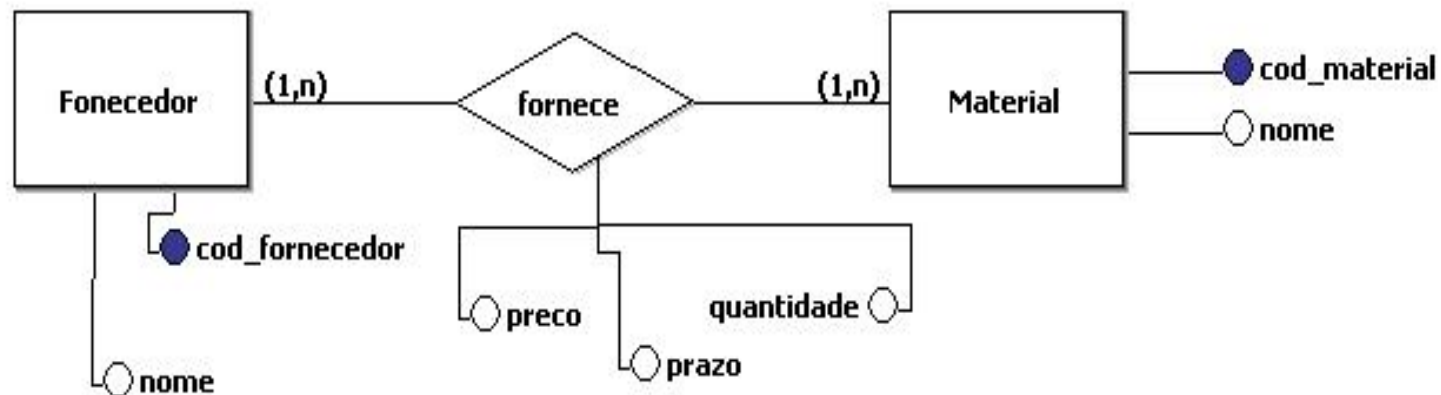 Fonecedor
(1,n)
fornece
(1,n)
Material
cod_material
nome
cod_fornecedor
preco
quantidade
prazo
nome